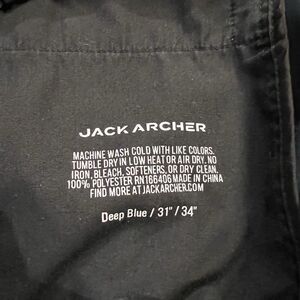 JACK ARCHER
MACHINE WASH COLD WITH LIKE COLORS.
TUMBLE DRY IN LOW HEAT OR AIR DRY. NO
IRON, BLEACH, SOFTENERS, OR DRY CLEAN.
100% POLYESTER RN166406 MADE IN CHINA
FIND MORE AT JACKARCHER.COM
Deep Blue / 31" / 34"